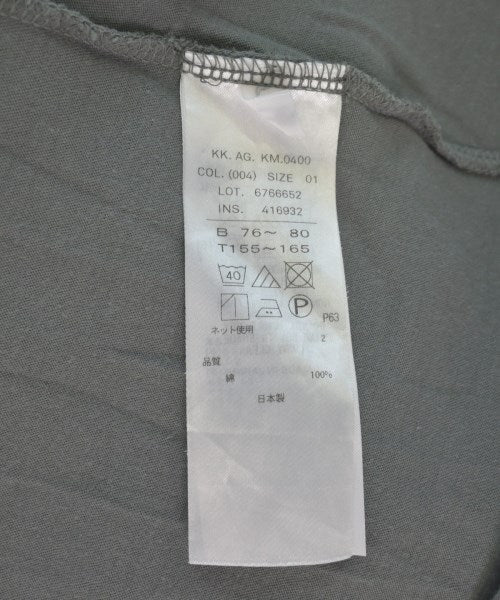 KK. AG. KM.0400
COL. (004) SIZE 01
LOT. 6766652
INS. 416932
B 76～ 80
T155～165
40
P
P63
ネット使用
2
品質
綿 100%
日本製